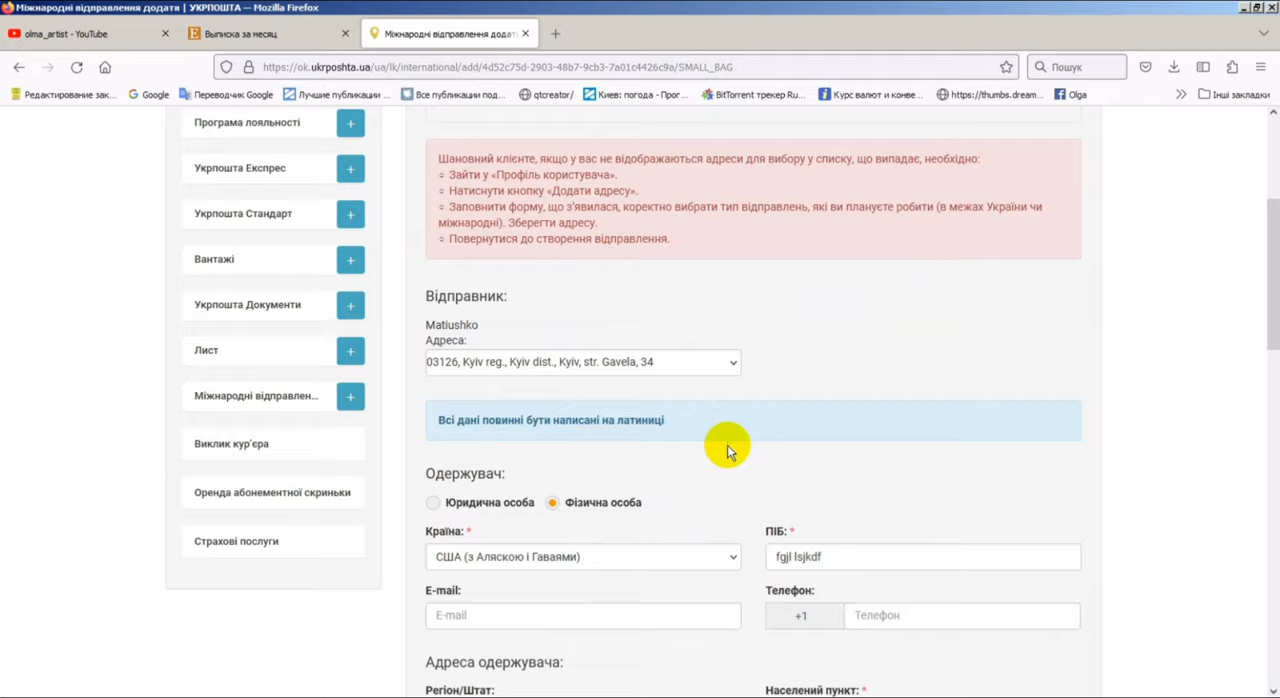 Міжнародні відправлення додати | УКРПОШТА — Mozilla Firefox
olma_artist - YouTube
Выписка за месяц
Міжнародні відправлення додат
https://ok.ukrposhta.ua/ua/lk/international/add/4d52c75d-2903-48b7-9cb3-7a01c4426c9a/SMALL_BAG
Пошук
Редактирование зак...
Google
Переводчик Google
Лучшие публикации ...
Все публикации под...
qtcreator/
Киев: погода - Прог...
BitTorrent трекер Ru...
Курс валют и конве...
https://thumbs.dream...
Olga
Інші закладки
Програма лояльності
Укрпошта Експрес
Укрпошта Стандарт
Вантажі
Укрпошта Документи
Лист
Міжнародні відправлен...
Виклик кур’єра
Оренда абонементної скриньки
Страхові послуги
Шановний клієнте, якщо у вас не відображаються адреси для вибору у списку, що випадає, необхідно:
Зайти у «Профіль користувача».
Натиснути кнопку «Додати адресу».
Заповнити форму, що з’явилася, коректно вибрати тип відправлень, які ви плануєте робити (в межах України чи
міжнародні). Зберегти адресу.
Повернутися до створення відправлення.
Відправник:
Matiushko
Адреса:
03126, Kyiv reg., Kyiv dist., Kyiv, str. Gavela, 34
Всі дані повинні бути написані на латиниці
Одержувач:
Юридична особа
Фізична особа
Країна: *
ПІБ: *
США (з Аляскою і Гаваями)
fgjl lsjkdf
E-mail:
Телефон:
E-mail
+1
Телефон
Адреса одержувача:
Регіон/Штат:
Населений пункт: *